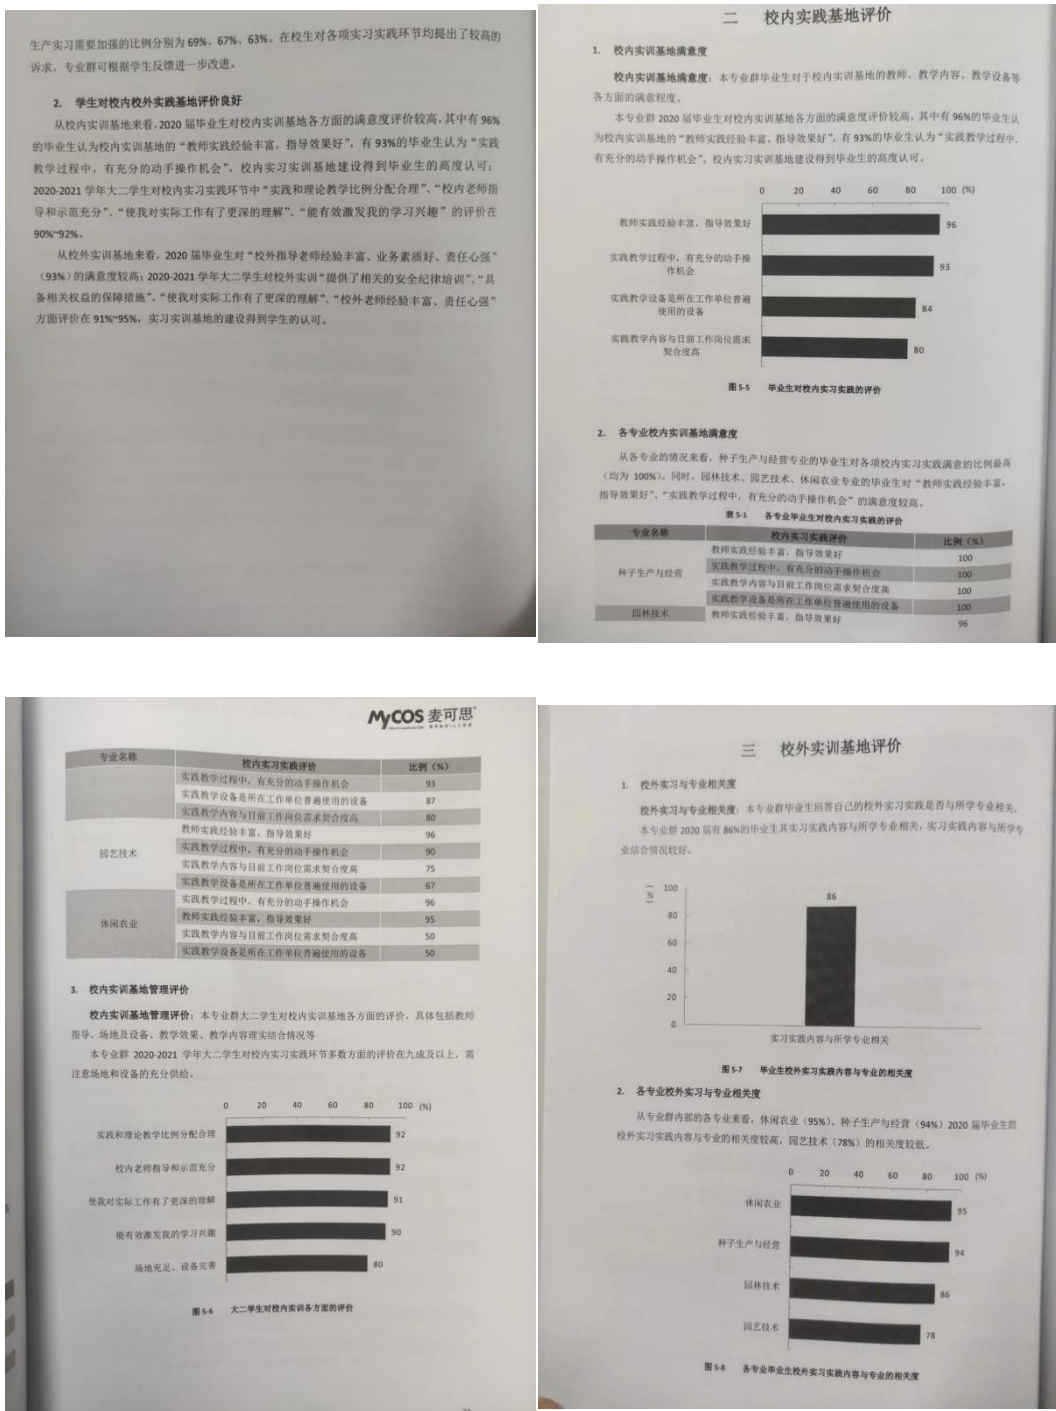 生产实习需要加强的比例分别为 69%、67%、63%。在校生对各项实习实践环节均提出了较高的
诉求，专业群可根据学生反馈进一步改进。
2. 学生对校内校外实践基地评价良好
从校内实训基地来看，2020 届毕业生对校内实训基地各方面的满意度评价较高，其中有 96%
的毕业生认为校内实训基地的“教师实践经验丰富，指导效果好”，有 93%的毕业生认为“实践
教学过程中，有充分的动手操作机会”，校内实习实训基地建设得到毕业生的高度认可；
2020-2021 学年大二学生对校内实习实践环节中“实践和理论教学比例分配合理”、“校内老师指
导和示范充分”、“使我对实际工作有了更深的理解”、“能有效激发我的学习兴趣”的评价在
90%~92%。
从校外实训基地来看，2020 届毕业生对“校外指导老师经验丰富、业务素质好、责任心强”
（93%）的满意度较高；2020-2021 学年大二学生对校外实训“提供了相关的安全纪律培训”、“具
备相关权益的保障措施”、“使我对实际工作有了更深的理解”、“校外老师经验丰富、责任心强”
方面评价在 91%~95%，实习实训基地的建设得到学生的认可。
二 校内实践基地评价
1. 校内实训基地满意度
校内实训基地满意度：本专业群毕业生对于校内实训基地的教师、教学内容、教学设备等
各方面的满意程度。
本专业群 2020 届毕业生对校内实训基地各方面的满意度评价较高，其中有 96%的毕业生认
为校内实训基地的“教师实践经验丰富，指导效果好”，有 93%的毕业生认为“实践教学过程中，
有充分的动手操作机会”，校内实习实训基地建设得到毕业生的高度认可。
0 20 40 60 80 100 (%)
教师实践经验丰富，指导效果好 96
实践教学过程中，有充分的动手操
作机会 93
实践教学设备是所在工作单位普遍
使用的设备 84
实践教学内容与目前工作岗位需求
契合度高 80
图 5-5 毕业生对校内实习实践的评价
2. 各专业校内实训基地满意度
从各专业的情况来看，种子生产与经营专业的毕业生对各项校内实习实践满意的比例最高
（均为 100%）。同时，园林技术、园艺技术、休闲农业专业的毕业生对“教师实践经验丰富，
指导效果好”、“实践教学过程中，有充分的动手操作机会”的满意度较高。
表 5-1 各专业毕业生对校内实习实践的评价
专业名称 校内实习实践评价 比例（%）
教师实践经验丰富，指导效果好 100
种子生产与经营 实践教学过程中，有充分的动手操作机会 100
实践教学内容与目前工作岗位需求契合度高 100
实践教学设备是所在工作单位普遍使用的设备 100
园林技术 教师实践经验丰富，指导效果好 96
MyCOS 麦可思
专业名称 校内实习实践评价 比例（%）
实践教学过程中，有充分的动手操作机会 93
实践教学设备是所在工作单位普遍使用的设备 87
实践教学内容与目前工作岗位需求契合度高 80
教师实践经验丰富，指导效果好 96
园艺技术 实践教学过程中，有充分的动手操作机会 90
实践教学内容与目前工作岗位需求契合度高 75
实践教学设备是所在工作单位普遍使用的设备 67
实践教学过程中，有充分的动手操作机会 96
休闲农业 教师实践经验丰富，指导效果好 95
实践教学内容与目前工作岗位需求契合度高 50
实践教学设备是所在工作单位普遍使用的设备 50
3. 校内实训基地管理评价
校内实训基地管理评价：本专业群大二学生对校内实训基地各方面的评价，具体包括教师
指导、场地及设备、教学效果、教学内容理实结合情况等
本专业群 2020-2021 学年大二学生对校内实习实践环节多数方面的评价在九成及以上，需
注意场地和设备的充分供给。
0 20 40 60 80 100 (%)
实践和理论教学比例分配合理 92
校内老师指导和示范充分 92
使我对实际工作有了更深的理解 91
能有效激发我的学习兴趣 90
场地充足、设备完善 80
图 5-6 大二学生对校内实训各方面的评价
三 校外实训基地评价
1. 校外实习与专业相关度
校外实习与专业相关度：本专业群毕业生回答自己的校外实习实践是否与所学专业相关。
本专业群 2020 届有 86%的毕业生其实习实践内容与所学专业相关，实习实践内容与所学专
业结合情况较好。
（%） 100
86
80
60
40
20
0
实习实践内容与所学专业相关
图 5-7 毕业生校外实习实践内容与专业的相关度
2. 各专业校外实习与专业相关度
从专业群内部的各专业来看，休闲农业（95%）、种子生产与经营（94%）2020 届毕业生的
校外实习实践内容与专业的相关度较高，园艺技术（78%）的相关度较低。
0 20 40 60 80 100 (%)
休闲农业 95
种子生产与经营 94
园林技术 86
园艺技术 78
图 5-8 各专业毕业生校外实习实践内容与专业的相关度